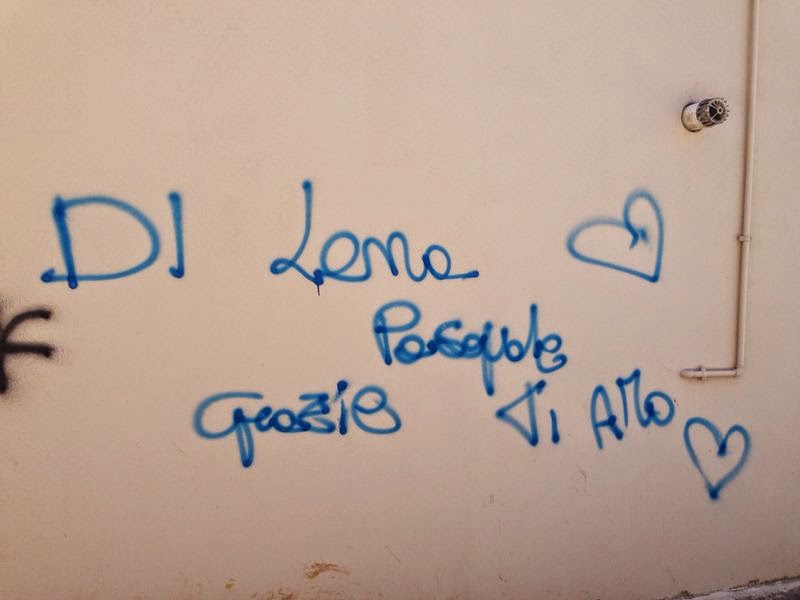 DI Lena
Pasquale
Grazie Ti AMo